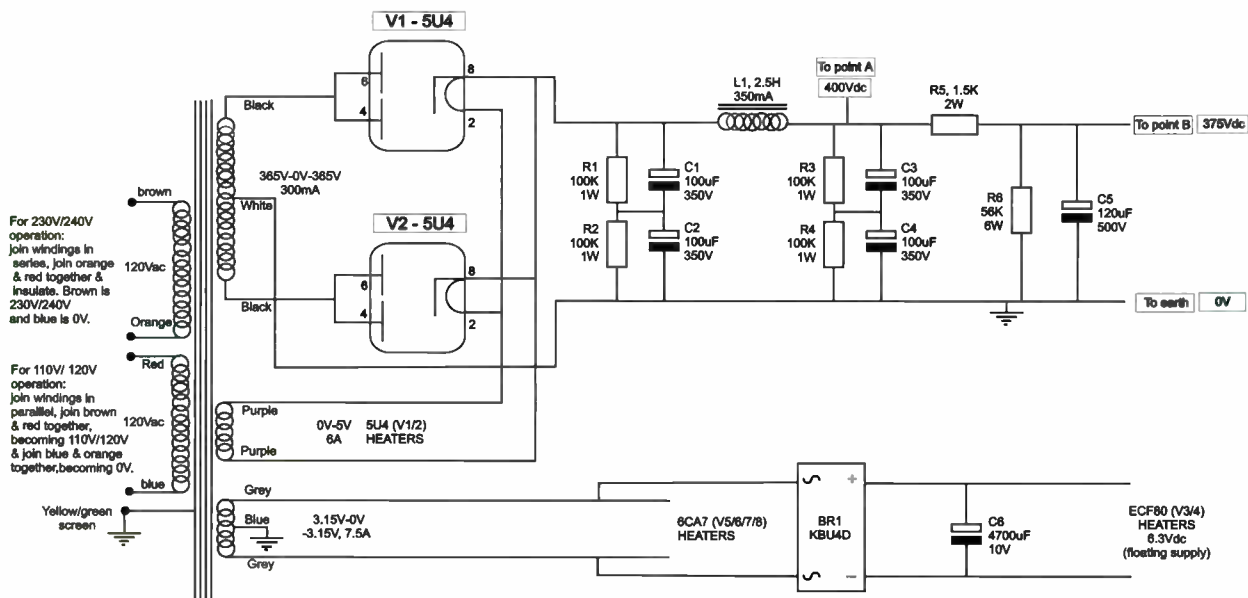 V1 - 5U4
6
4
8
2
Black
365V-0V-365V
300mA
White
V2 - 5U4
6
4
8
2
Black
brown
For 230V/240V
operation:
join windings in
series, join orange
& red together &
insulate. Brown is
230V/240V
and blue is 0V.
120Vac
Orange
Red
For 110V/ 120V
operation:
join windings in
paralllel, join brown
& red together,
becoming 110V/120V
& join blue & orange
together,becoming 0V.
120Vac
blue
Yellow/green
screen
Purple
0V-5V
6A
5U4 (V1/2)
HEATERS
Purple
Grey
Blue
3.15V-0V
-3.15V, 7.5A
Grey
6CA7 (V5/6/7/8)
HEATERS
BR1
KBU4D
+
−
C6
4700uF
10V
ECF80 (V3/4)
HEATERS
6.3Vdc
(floating supply)
L1, 2.5H
350mA
To point A
400Vdc
R5, 1.5K
2W
To point B
375Vdc
R1
100K
1W
C1
100uF
350V
R2
100K
1W
C2
100uF
350V
R3
100K
1W
C3
100uF
350V
R4
100K
1W
C4
100uF
350V
R6
56K
6W
C5
120uF
500V
To earth
0V